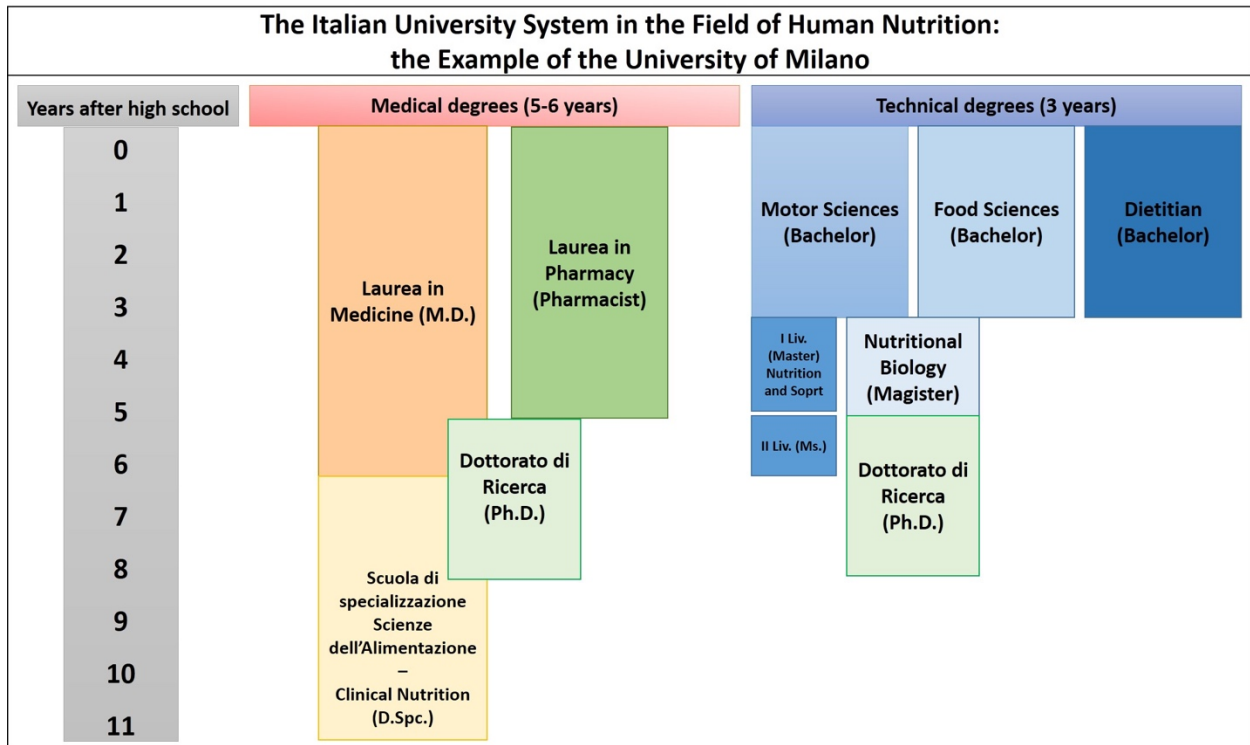 The Italian University System in the Field of Human Nutrition:
the Example of the University of Milano
Years after high school
Medical degrees (5-6 years)
Technical degrees (3 years)
0
1
2
3
4
5
6
7
8
9
10
11
Laurea in
Medicine (M.D.)
Laurea in
Pharmacy
(Pharmacist)
Dottorato di
Ricerca
(Ph.D.)
Scuola di
specializzazione
Scienze
dell'Alimentazione
–
Clinical Nutrition
(D.Spc.)
Motor Sciences
(Bachelor)
Food Sciences
(Bachelor)
Dietitian
(Bachelor)
I Liv.
(Master)
Nutrition
and Soprt
Nutritional
Biology
(Magister)
II Liv. (Ms.)
Dottorato di
Ricerca
(Ph.D.)